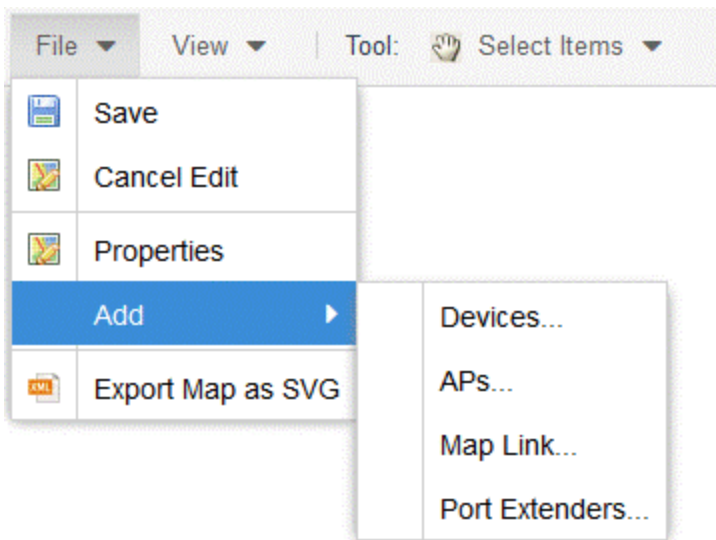 File View | Tool: Select Items
Save
Cancel Edit
Properties
Add
Devices...
APs...
Export Map as SVG
Map Link...
Port Extenders...
XML